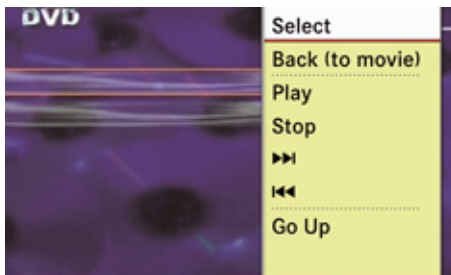 DVD
Select
Back (to movie)
Play
Stop
▶▶I
I◀◀
Go Up